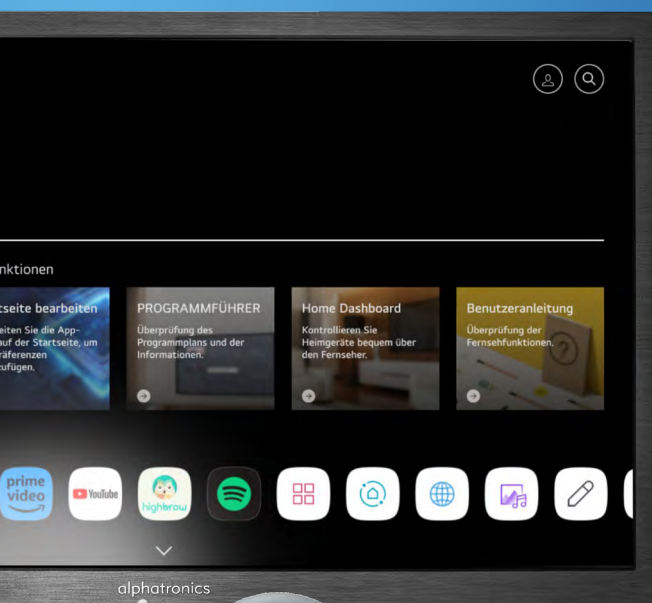 nktionen
tseite bearbeiten
eiten Sie die App-
auf der Startseite, um
räferenzen
zufügen.
PROGRAMMFÜHRER
Überprüfung des
Programmplans und der
Informationen.
Home Dashboard
Kontrollieren Sie
Heimgeräte bequem über
den Fernseher.
Benutzeranleitung
Überprüfung der
Fernsehfunktionen.
prime
video
YouTube
highbrow
alphatronics